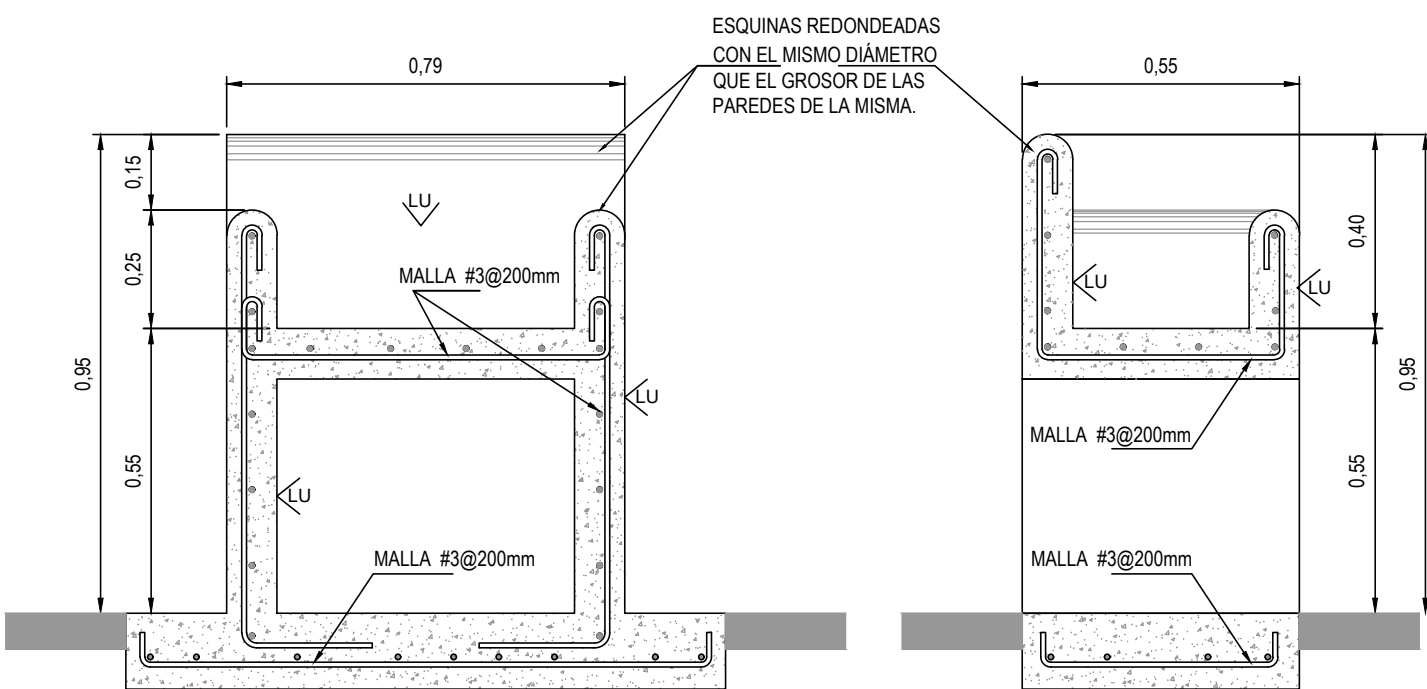 ESQUINAS REDONDEADAS
CON EL MISMO DIÁMETRO
QUE EL GROSOR DE LAS
PAREDES DE LA MISMA.
0,79
0,55
0,15
0,25
0,55
0,95
LU
MALLA #3@200mm
LU
LU
MALLA #3@200mm
0,40
0,55
0,95
LU
LU
MALLA #3@200mm
MALLA #3@200mm